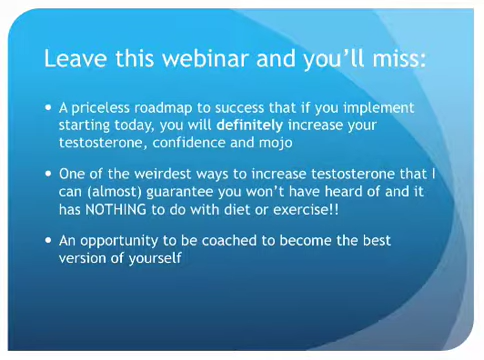 Leave this webinar and you'll miss:
A priceless roadmap to success that if you implement
starting today, you will definitely increase your
testosterone, confidence and mojo
One of the weirdest ways to increase testosterone that I
can (almost) guarantee you won't have heard of and it
has NOTHING to do with diet or exercise!!
An opportunity to be coached to become the best
version of yourself